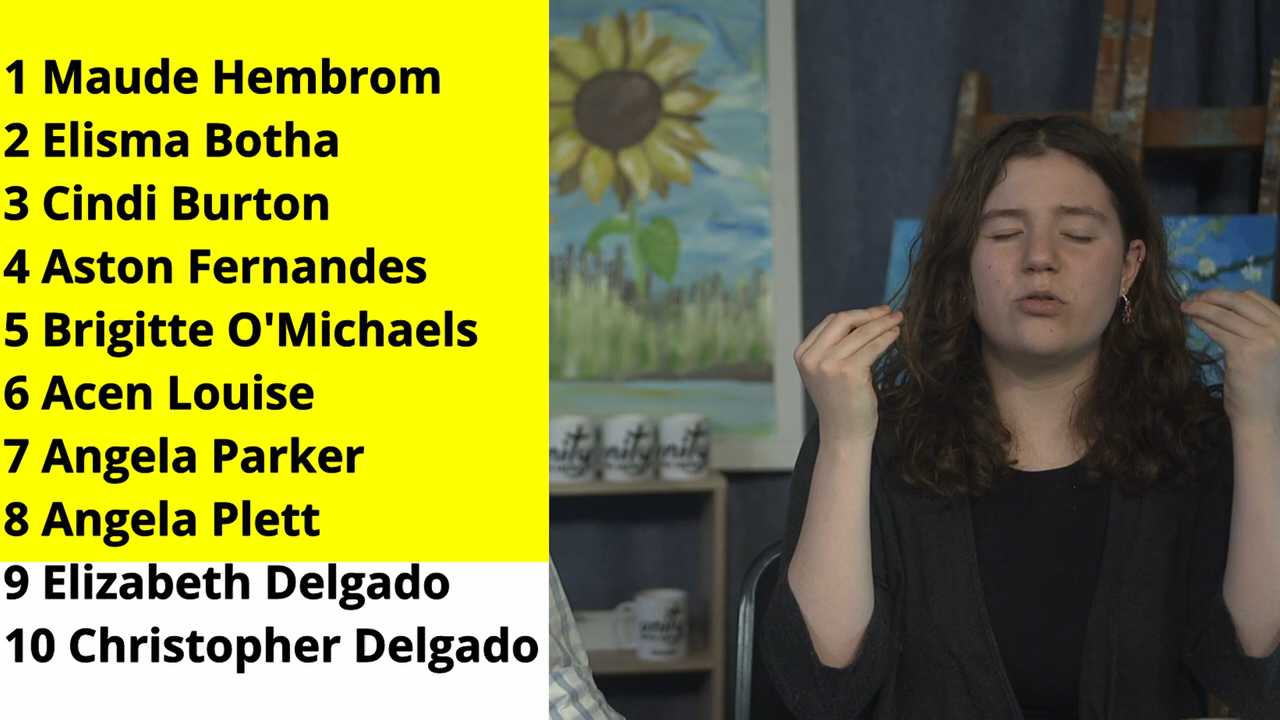 1 Maude Hembrom
2 Elisma Botha
3 Cindi Burton
4 Aston Fernandes
5 Brigitte O'Michaels
6 Acen Louise
7 Angela Parker
8 Angela Plett
9 Elizabeth Delgado
10 Christopher Delgado
unity